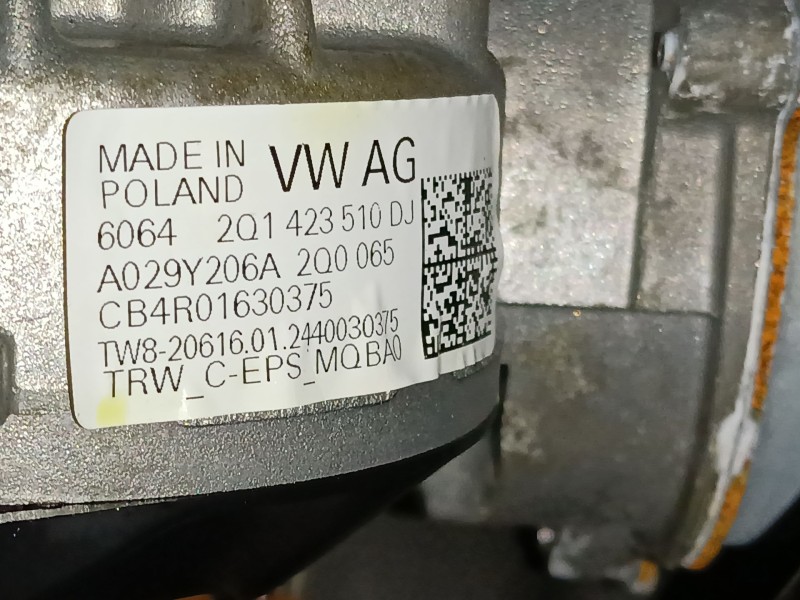 MADE IN POLAND VW AG
6064 2Q1 423 510 DJ
A029Y206A 2Q0 065
CB4R01630375
TW8-20616.01.2440030375
TRW_C-EPS_MQBA0